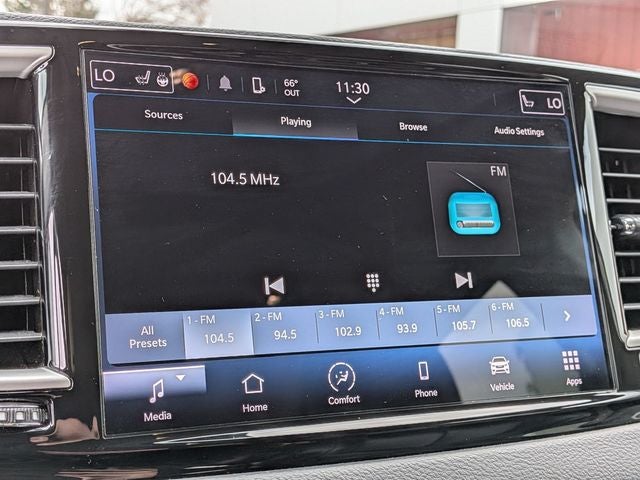 LO 66° OUT 11:30 LO
Sources Playing Browse Audio Settings
104.5 MHz FM
All Presets
1 - FM 2 - FM 3 - FM 4 - FM 5 - FM 6 - FM
104.5 94.5 102.9 93.9 105.7 106.5
Media Home Comfort Phone Vehicle Apps